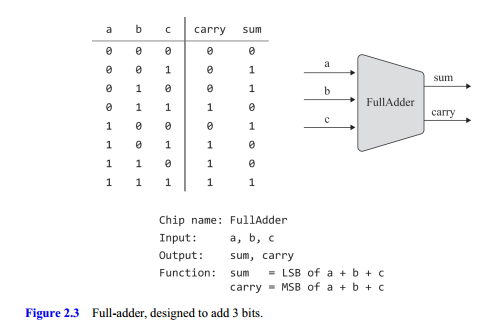 a b c carry sum
0 0 0 0 0
0 0 1 0 1
0 1 0 0 1
0 1 1 1 0
1 0 0 0 1
1 0 1 1 0
1 1 0 1 0
1 1 1 1 1
a
b
c
FullAdder
sum
carry
Chip name: FullAdder
Input: a, b, c
Output: sum, carry
Function: sum = LSB of a + b + c
carry = MSB of a + b + c
Figure 2.3 Full-adder, designed to add 3 bits.